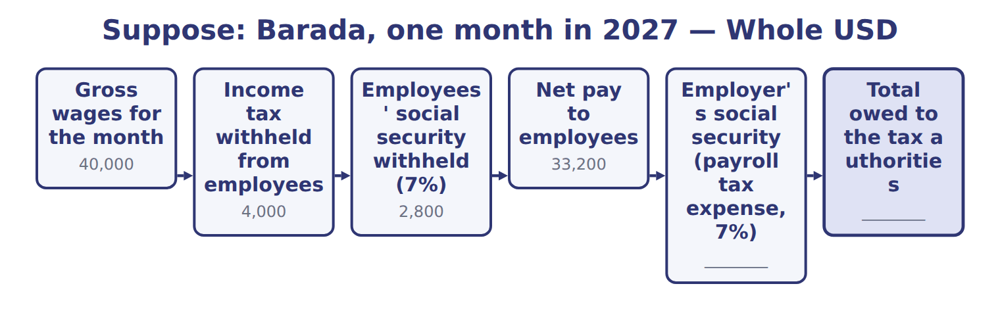 Suppose: Barada, one month in 2027 — Whole USD
Gross
wages for
the month
40,000
Income
tax
withheld
from
employees
4,000
Employees
' social
security
withheld
(7%)
2,800
Net pay
to
employees
33,200
Employer'
s social
security
(payroll
tax
expense,
7%)
________
Total
owed to
the tax a
uthoritie
s
________